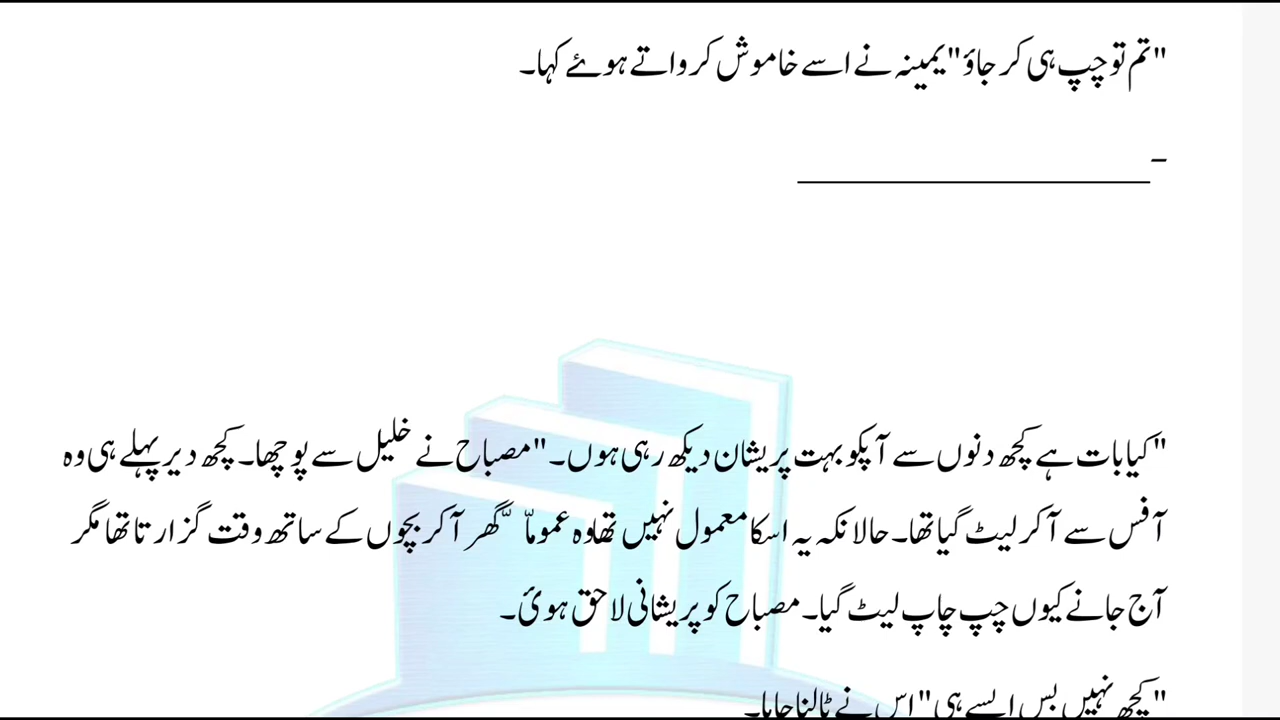 "تم تو چپ ہی کر جاؤ" یمینہ نے اسے خاموش کرواتے ہوئے کہا۔
-
"کیا بات ہے کچھ دنوں سے آپکو بہت پریشان دیکھ رہی ہوں۔" مصباح نے خلیل سے پوچھا۔ کچھ دیر پہلے ہی وہ
آفس سے آکر لیٹ گیا تھا۔ حالانکہ یہ اسکا معمول نہیں تھا وہ عموماّ ّگھر آکر بچوں کے ساتھ وقت گزارتا تھا مگر
آج جانے کیوں چپ چاپ لیٹ گیا۔ مصباح کو پریشانی لاحق ہوئ۔
"کچھ نہیں بس ایسے ہی" اس نے ٹالنا چاہا۔